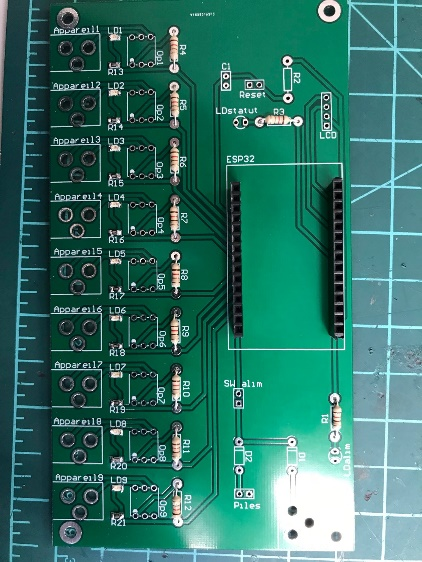 Appareil1 LD1 R13 Op1 R4
Appareil2 LD2 R14 Op2 R5
Appareil3 LD3 R15 Op3 R6
Appareil4 LD4 R16 Op4 R7
Appareil5 LD5 R17 Op5 R8
Appareil6 LD6 R18 Op6 R9
Appareil7 LD7 R19 Op7 R10
Appareil8 LD8 R20 Op8 R11
Appareil9 LD9 R21 Op9 R12
C1
Reset
R2
LDstatut
R3
LCD
ESP32
SW_alim
R1
LDalim
D2
D1
Piles